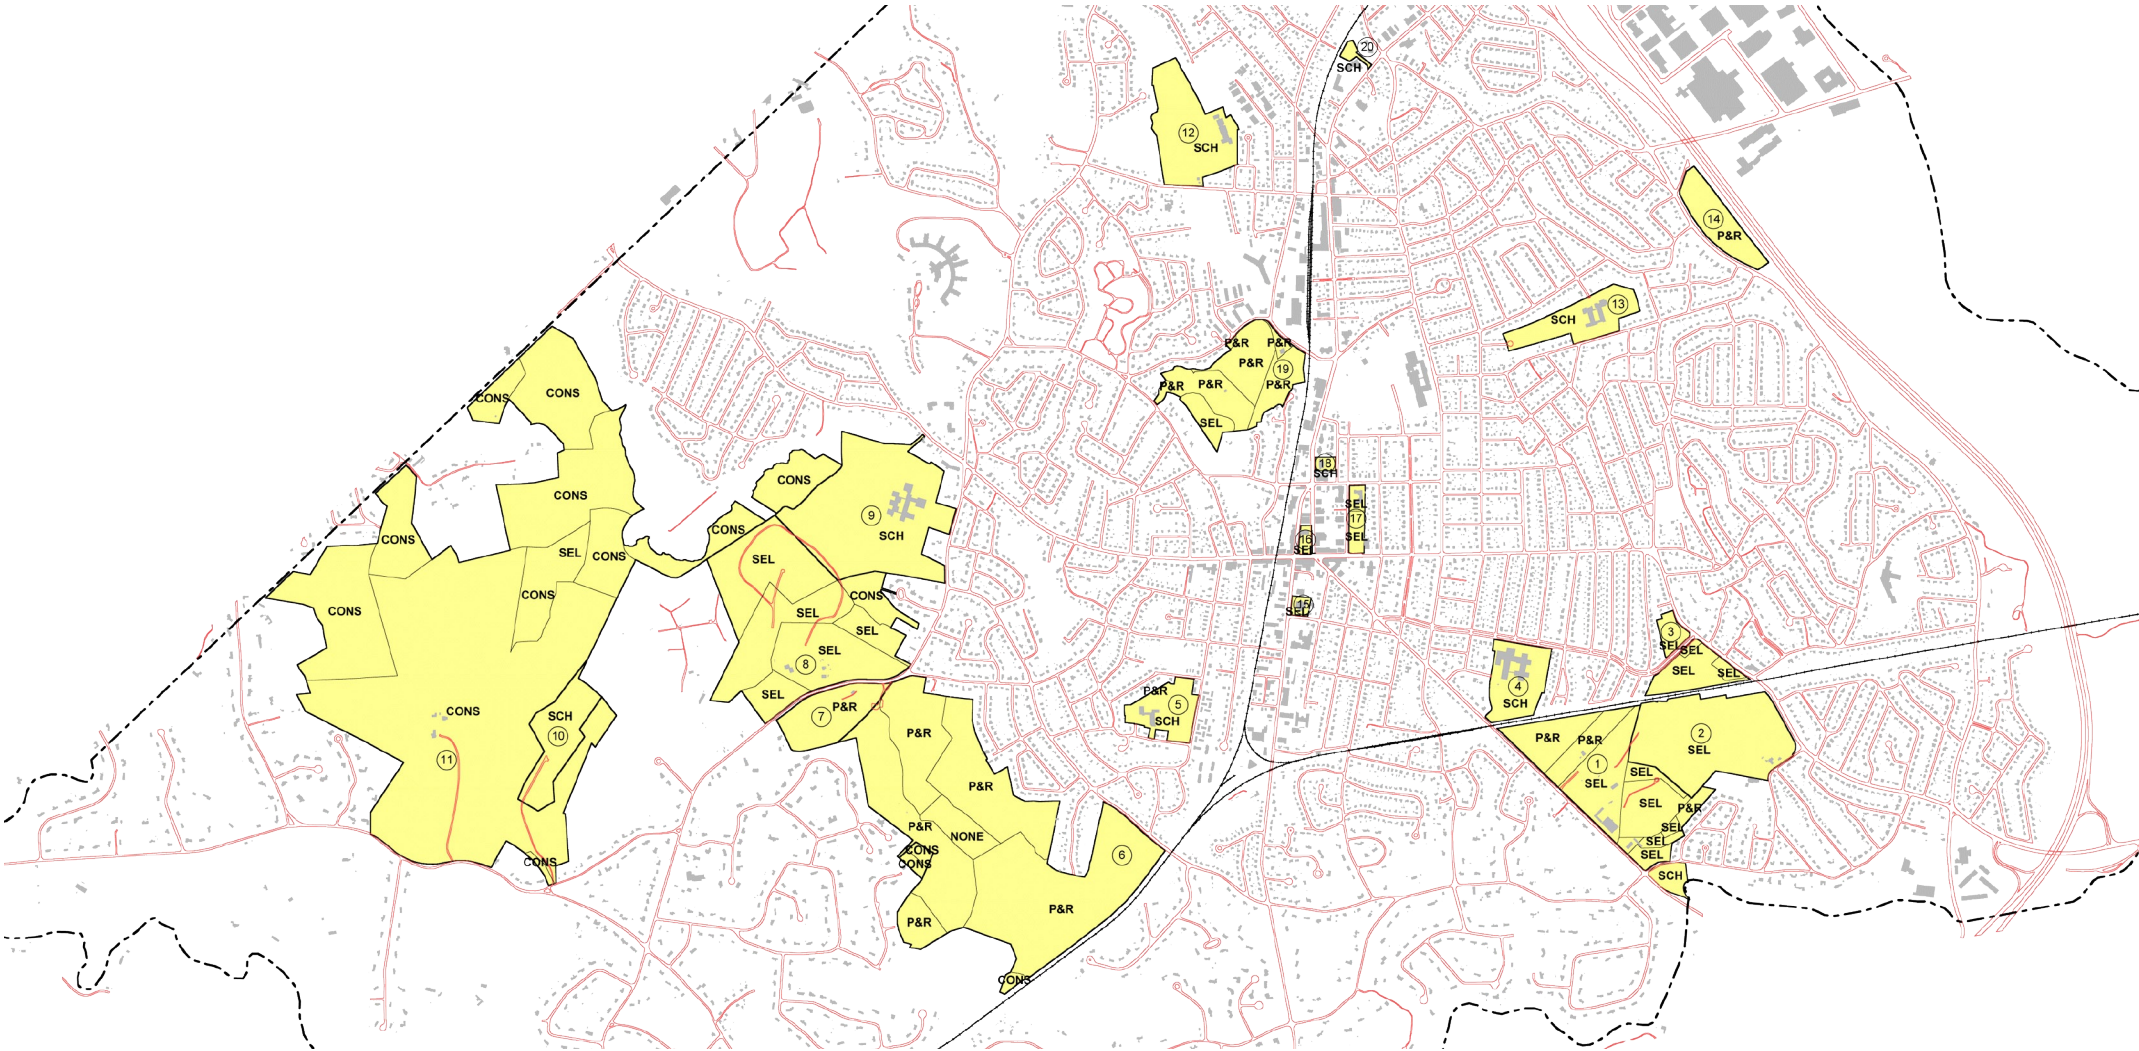 20
SCH
12
SCH
14
P&R
13
SCH
P&R
P&R
P&R
19
P&R
P&R
P&R
SEL
CONS
CONS
18
SCH
CONS
CONS
SEL
17
SEL
9
SCH
CONS
16
SEL
CONS
SEL
CONS
SEL
CONS
CONS
CONS
15
SEL
CONS
SEL
SEL
SEL
8
SEL
3
SEL
SEL
SEL
SEL
4
SCH
P&R
5
SCH
7
P&R
CONS
SCH
10
11
P&R
P&R
P&R
2
SEL
1
SEL
SEL
SEL
P&R
SEL
SEL
SEL
SCH
P&R
P&R
NONE
CONS
CONS
6
CONS
P&R
P&R
CONS